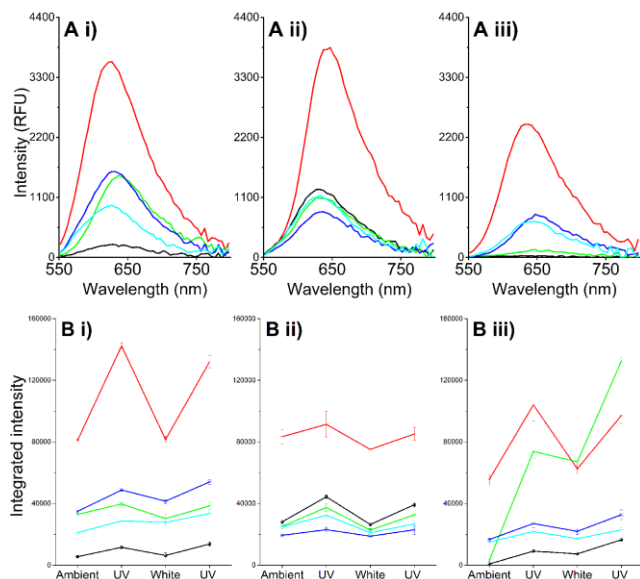 A i)
A ii)
A iii)
Intensity (RFU)
4400
3300
2200
1100
0
550
650
750
Wavelength (nm)
4400
3300
2200
1100
0
550
650
750
Wavelength (nm)
4400
3300
2200
1100
0
550
650
750
Wavelength (nm)
B i)
B ii)
B iii)
Integrated intensity
160000
120000
80000
40000
0
Ambient UV White UV
160000
120000
80000
40000
0
Ambient UV White UV
160000
120000
80000
40000
0
Ambient UV White UV